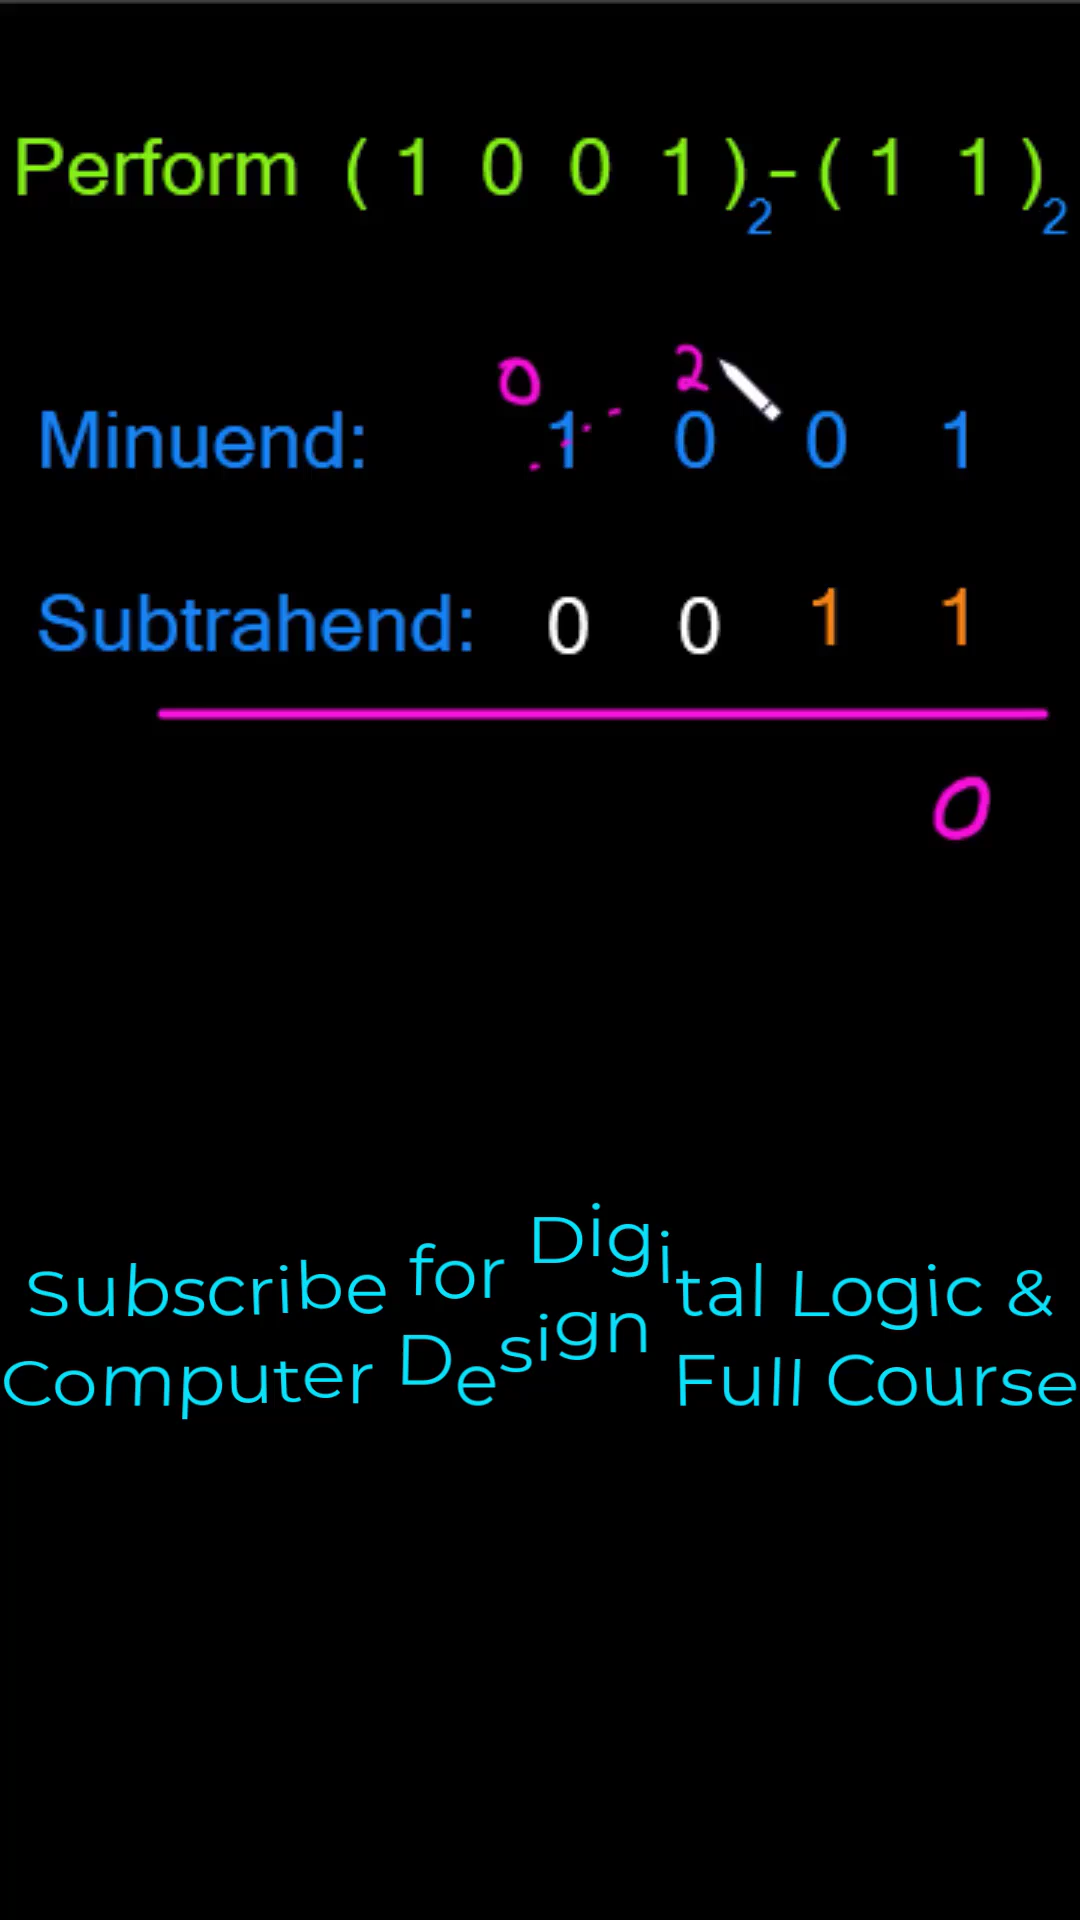 Perform ( 1 0 0 1 )2 - ( 1 1 )2
0 2
Minuend: 1 0 0 1
Subtrahend: 0 0 1 1
0
Subscribe for Digital Logic &
Computer Design Full Course